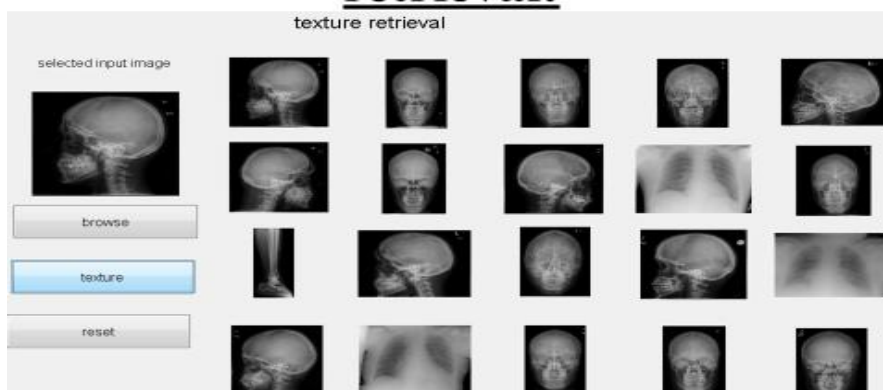 texture retrieval
selected input image
browse
texture
reset